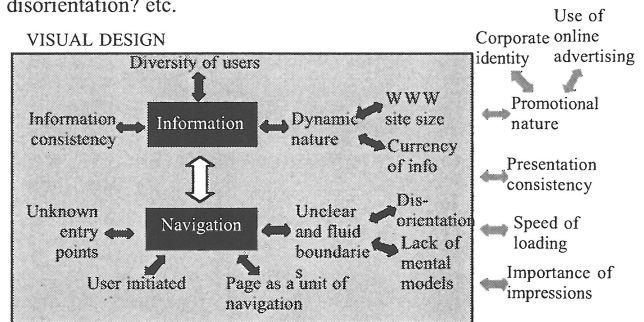 disorientation? etc.
VISUAL DESIGN
Diversity of users
Information
consistency
Information
Dynamic
nature
WWW
site size
Currency
of info
Unknown
entry
points
Navigation
Unclear
and fluid
boundarie
s
Dis-
orientation
Lack of
mental
models
User initiated
Page as a unit of
navigation
Corporate
identity
Use of
online
advertising
Promotional
nature
Presentation
consistency
Speed of
loading
Importance of
impressions